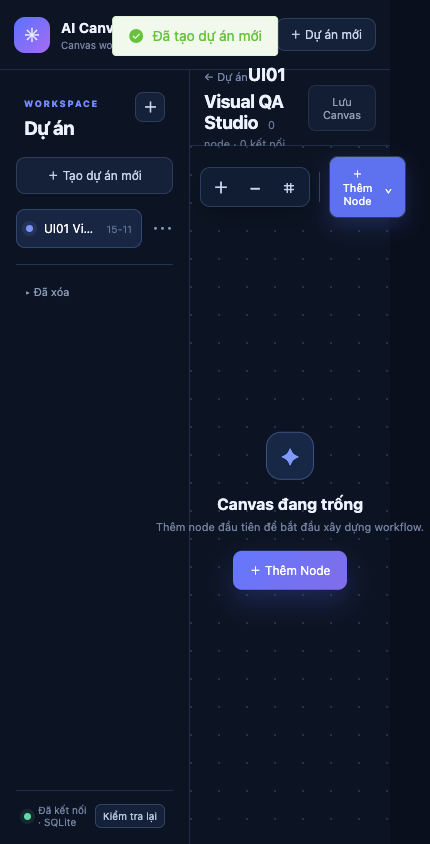 AI Canv
Canvas wo
Đã tạo dự án mới
+ Dự án mới
WORKSPACE
Dự án
+
+ Tạo dự án mới
UI01 Vi... 15-11
▸ Đã xóa
Đã kết nối
· SQLite
Kiểm tra lại
← Dự án UI01
Visual QA
Studio 0
node · 0 kết nối
Lưu
Canvas
+ − #
+
Thêm
Node
Canvas đang trống
Thêm node đầu tiên để bắt đầu xây dựng workflow.
+ Thêm Node